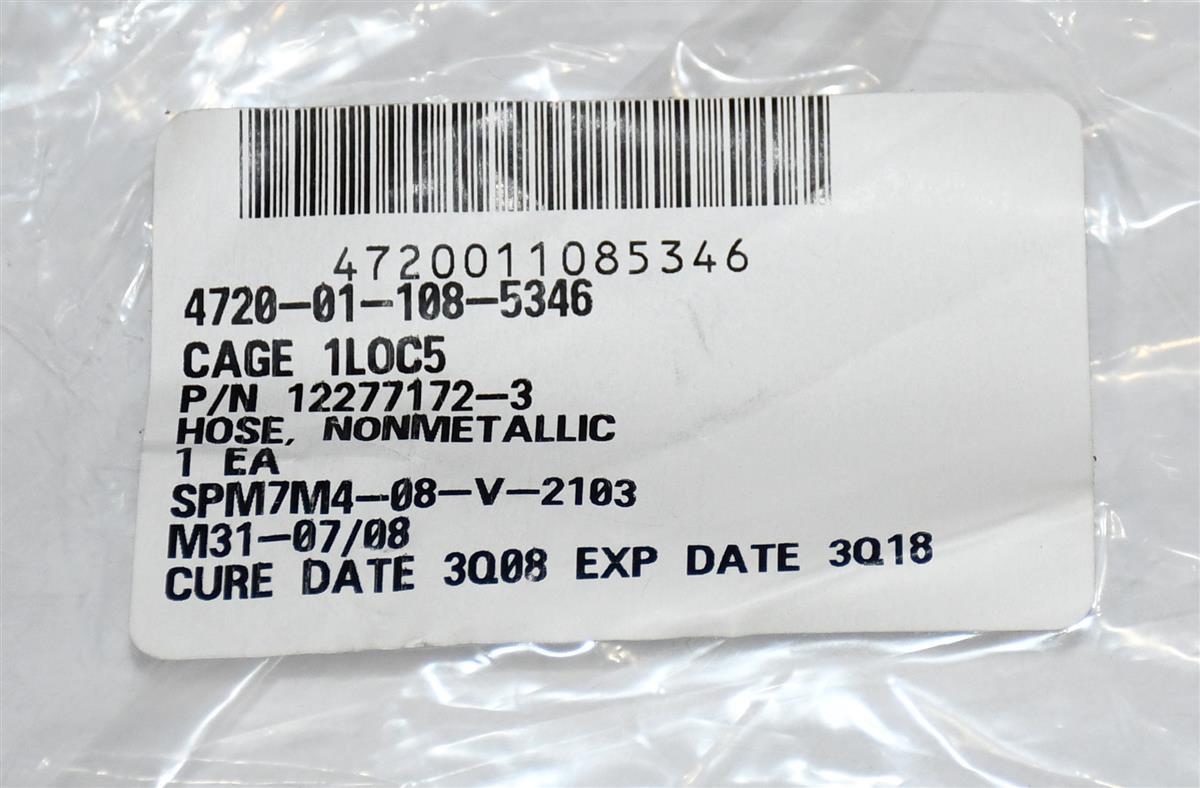 4720011085346
4720-01-108-5346
CAGE 1LOC5
P/N 12277172-3
HOSE, NONMETALLIC
1 EA
SPM7M4-08-V-2103
M31-07/08
CURE DATE 3Q08 EXP DATE 3Q18